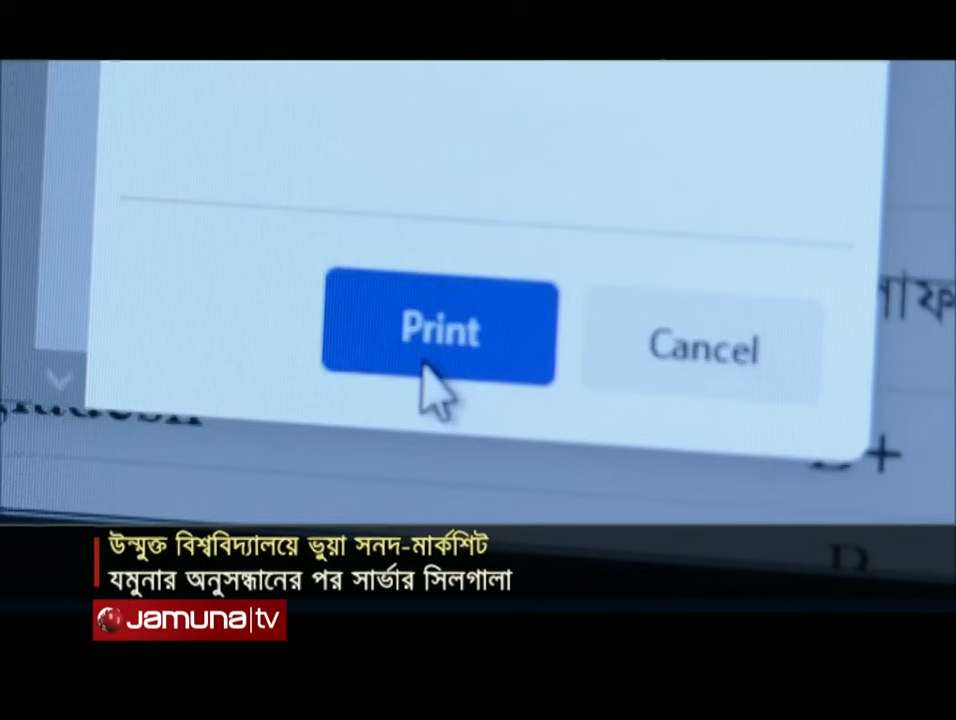 Print
Cancel
াফ
B+
উন্মুক্ত বিশ্ববিদ্যালয়ে ভুয়া সনদ-মার্কশিট
D
যমুনার অনুসন্ধানের পর সার্ভার সিলগালা
Jamuna|tv